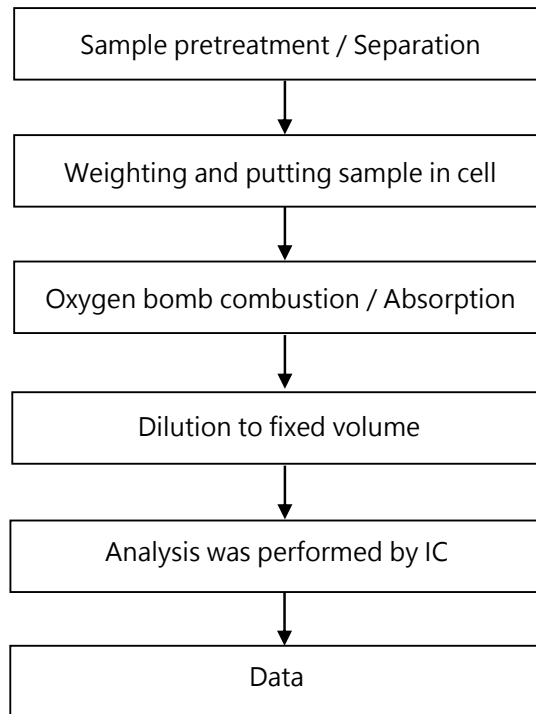 Sample pretreatment / Separation
Weighting and putting sample in cell
Oxygen bomb combustion / Absorption
Dilution to fixed volume
Analysis was performed by IC
Data